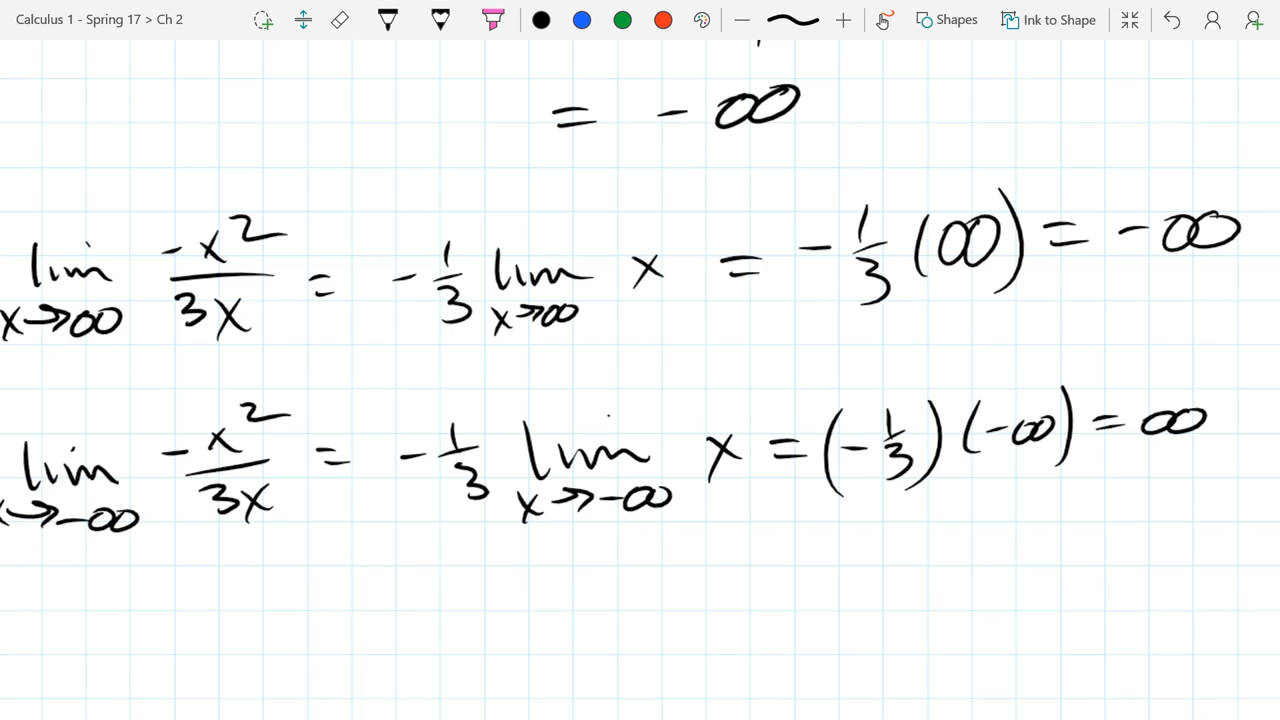 Calculus 1 - Spring 17 > Ch 2 Shapes Ink to Shape
= - ∞
lim x→∞ -x²/3x = -1/3 lim x→∞ x = -1/3 (∞) = -∞
lim x→-∞ -x²/3x = -1/3 lim x→-∞ x = (-1/3)(-∞) = ∞